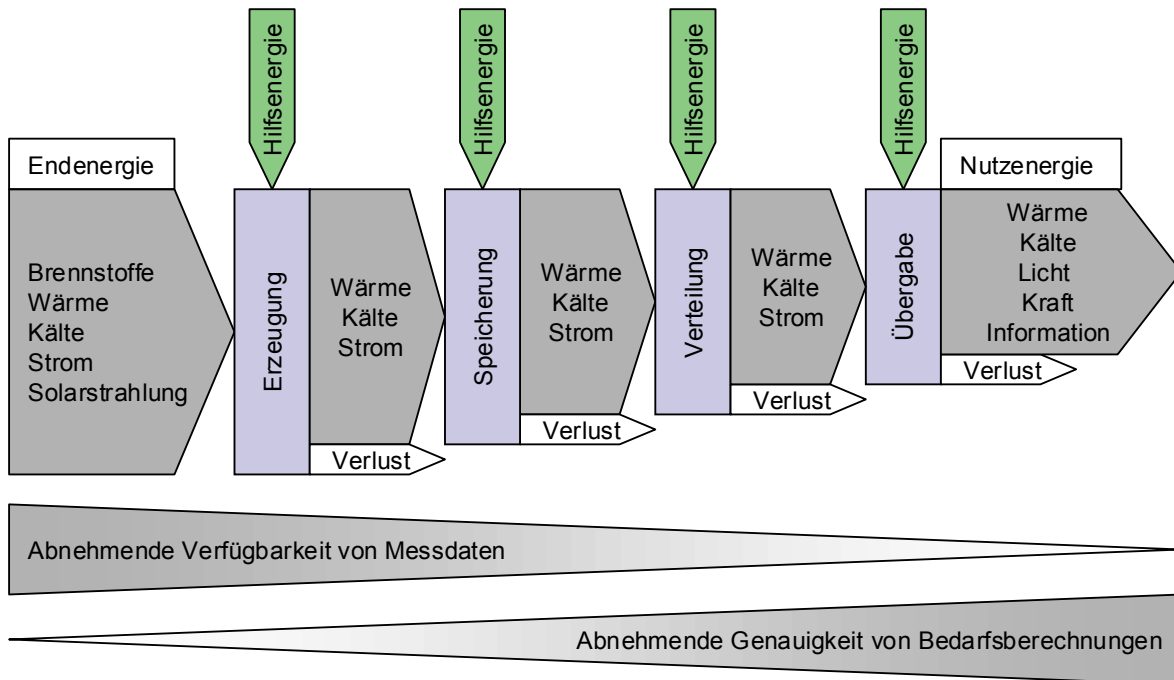 Hilfsenergie
Hilfsenergie
Hilfsenergie
Hilfsenergie
Endenergie
Nutzenergie
Brennstoffe
Wärme
Kälte
Strom
Solarstrahlung
Erzeugung
Wärme
Kälte
Strom
Verlust
Speicherung
Wärme
Kälte
Strom
Verlust
Verteilung
Wärme
Kälte
Strom
Verlust
Übergabe
Wärme
Kälte
Licht
Kraft
Information
Verlust
Abnehmende Verfügbarkeit von Messdaten
Abnehmende Genauigkeit von Bedarfsberechnungen